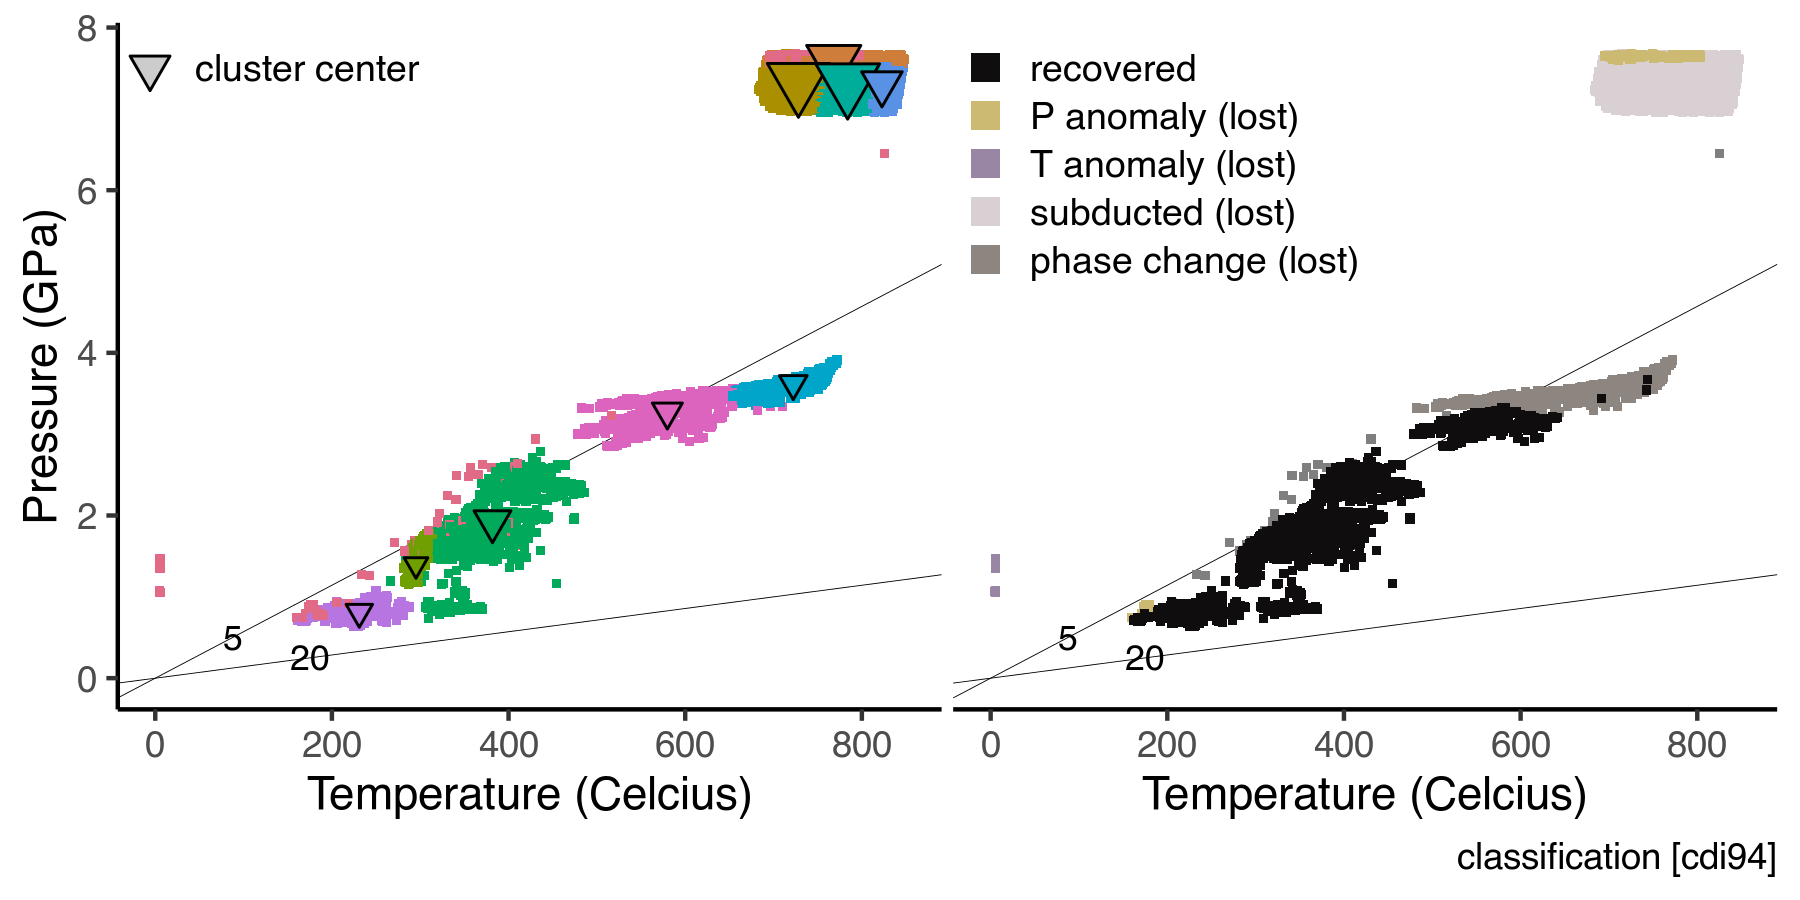 8
6
4
2
0
Pressure (GPa)
cluster center
5
20
0 200 400 600 800
Temperature (Celcius)
recovered
P anomaly (lost)
T anomaly (lost)
subducted (lost)
phase change (lost)
5
20
0 200 400 600 800
Temperature (Celcius)
classification [cdi94]